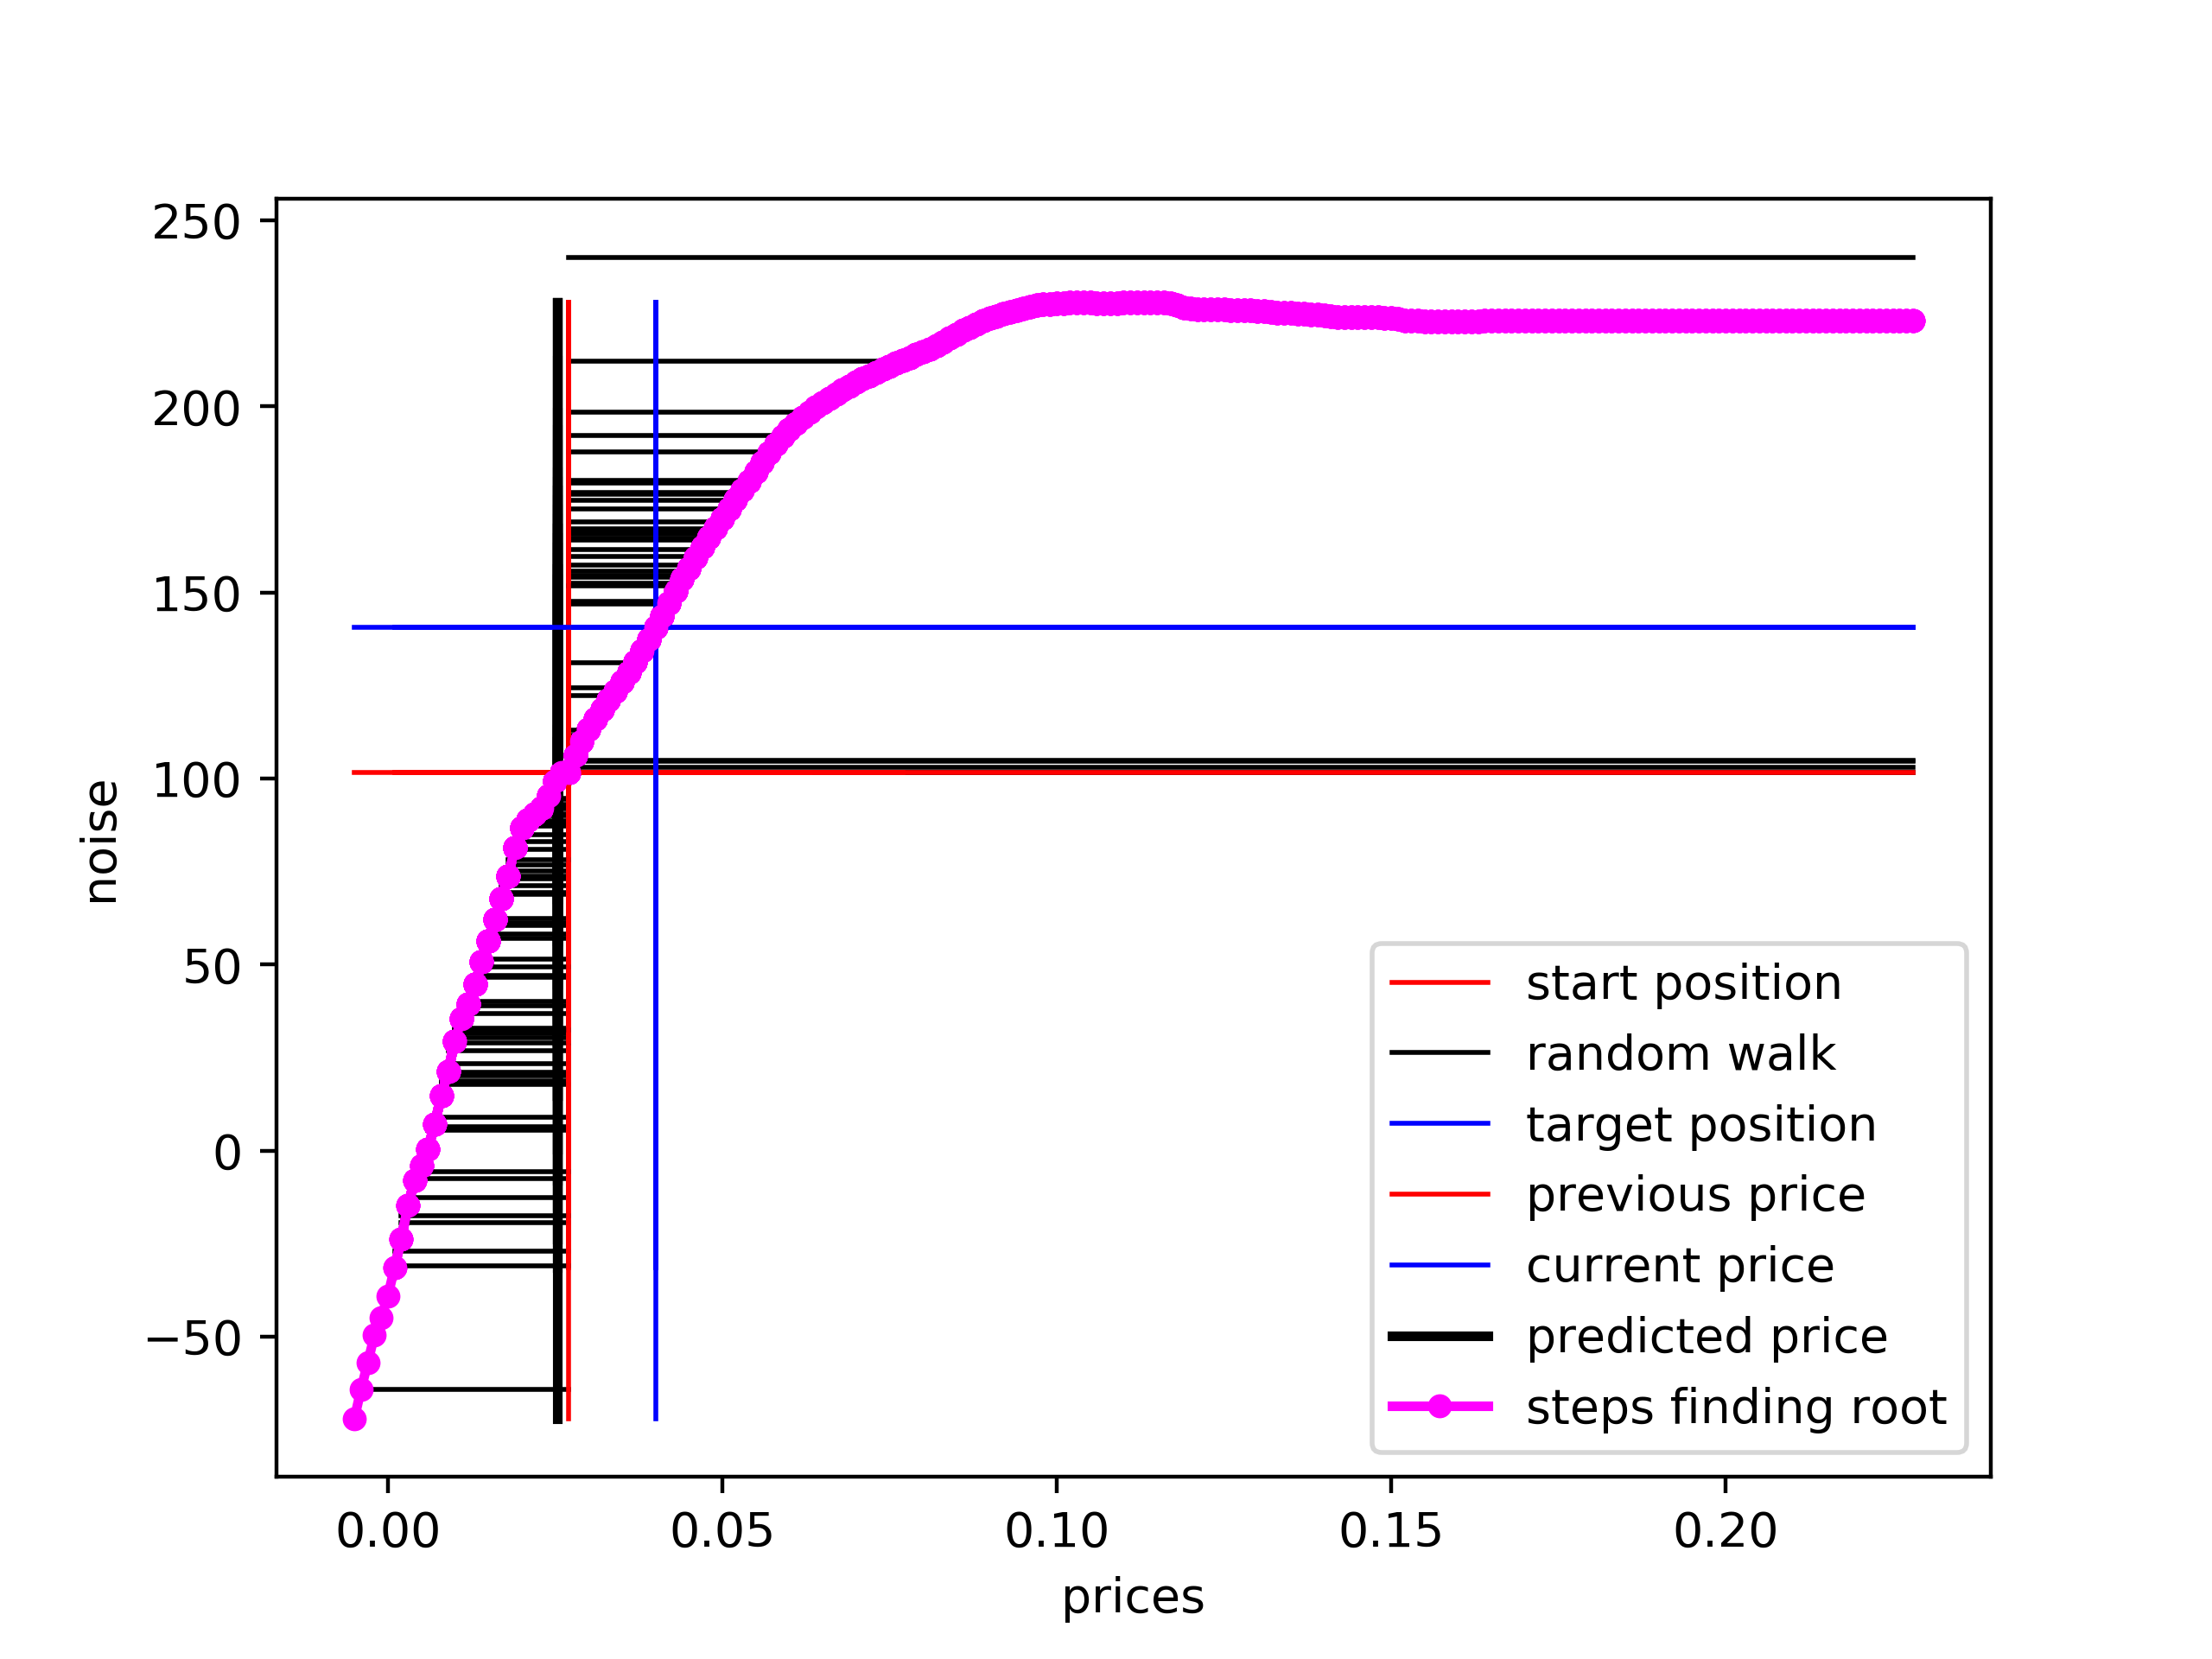 250
200
150
100
50
0
−50
noise
0.00
0.05
0.10
0.15
0.20
prices
start position
random walk
target position
previous price
current price
predicted price
steps finding root